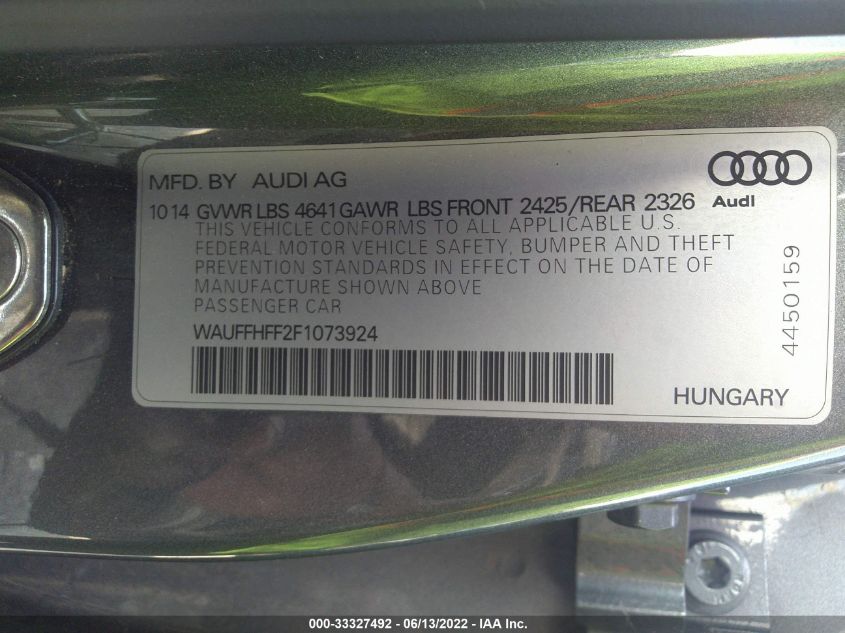 MFD. BY AUDI AG
Audi
1014 GVWR LBS 4641 GAWR LBS FRONT 2425/REAR 2326
THIS VEHICLE CONFORMS TO ALL APPLICABLE U.S.
FEDERAL MOTOR VEHICLE SAFETY, BUMPER AND THEFT
PREVENTION STANDARDS IN EFFECT ON THE DATE OF
MANUFACTURE SHOWN ABOVE
PASSENGER CAR
WAUFFHFF2F1073924
4450159
HUNGARY
000-33327492 - 06/13/2022 - IAA Inc.